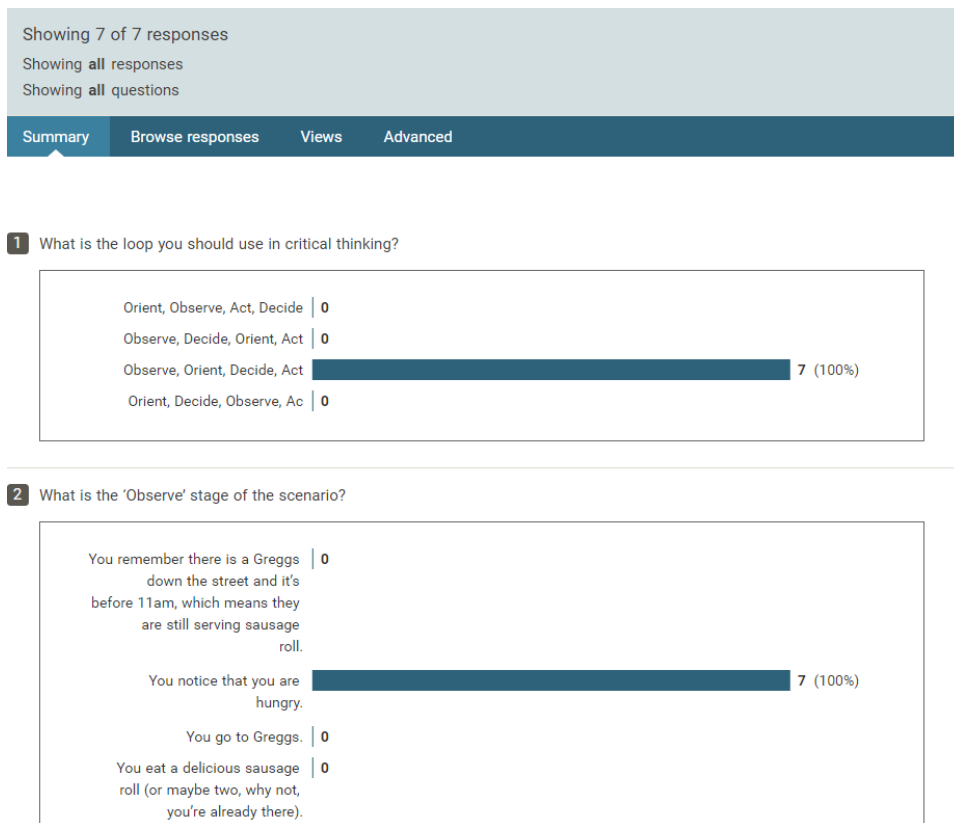 Showing 7 of 7 responses
Showing all responses
Showing all questions
Summary Browse responses Views Advanced
1 What is the loop you should use in critical thinking?
Orient, Observe, Act, Decide 0
Observe, Decide, Orient, Act 0
Observe, Orient, Decide, Act 7 (100%)
Orient, Decide, Observe, Ac 0
2 What is the ‘Observe’ stage of the scenario?
You remember there is a Greggs 0
down the street and it’s
before 11am, which means they
are still serving sausage
roll.
You notice that you are 7 (100%)
hungry.
You go to Greggs. 0
You eat a delicious sausage 0
roll (or maybe two, why not,
you’re already there).